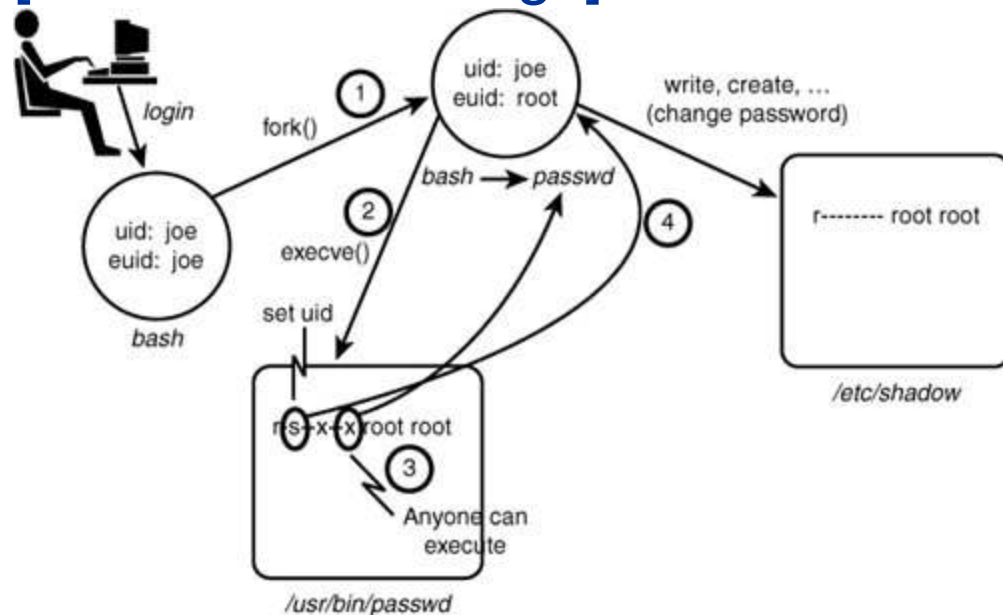 login
fork()
1
uid: joe
euid: root
write, create, ...
(change password)
bash
passwd
2
execve()
4
r-------- root root
uid: joe
euid: joe
bash
set uid
/etc/shadow
r-s--x--x root root
3
Anyone can
execute
/usr/bin/passwd